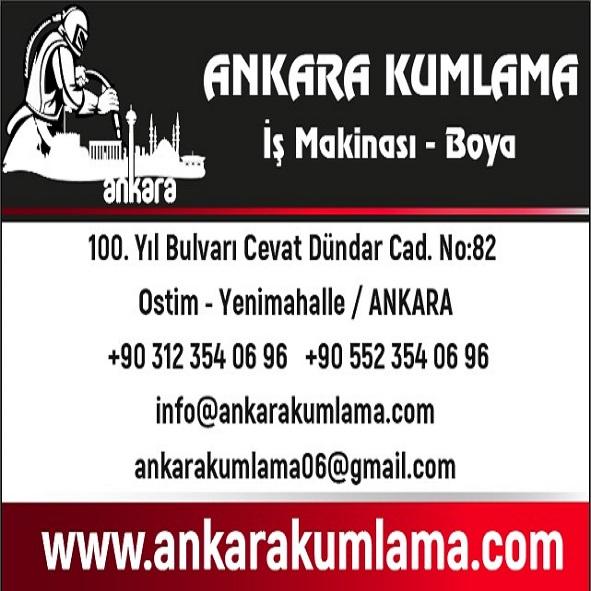 ANKARA KUMLAMA
İş Makinası - Boya
ankara
100. Yıl Bulvarı Cevat Dündar Cad. No:82
Ostim - Yenimahalle / ANKARA
+90 312 354 06 96 +90 552 354 06 96
info@ankarakumlama.com
ankarakumlama06@gmail.com
www.ankarakumlama.com